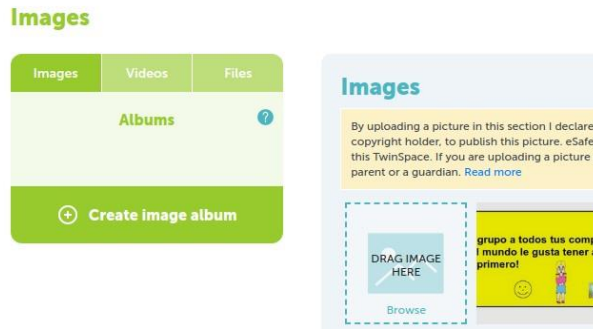 Images
Images Videos Files
Albums ?
Create image album
Images
By uploading a picture in this section I declare
copyright holder, to publish this picture. eSafe
this TwinSpace. If you are uploading a picture
parent or a guardian. Read more
DRAG IMAGE
HERE
Browse
grupo a todos tus comp
l mundo le gusta tener a
primero!